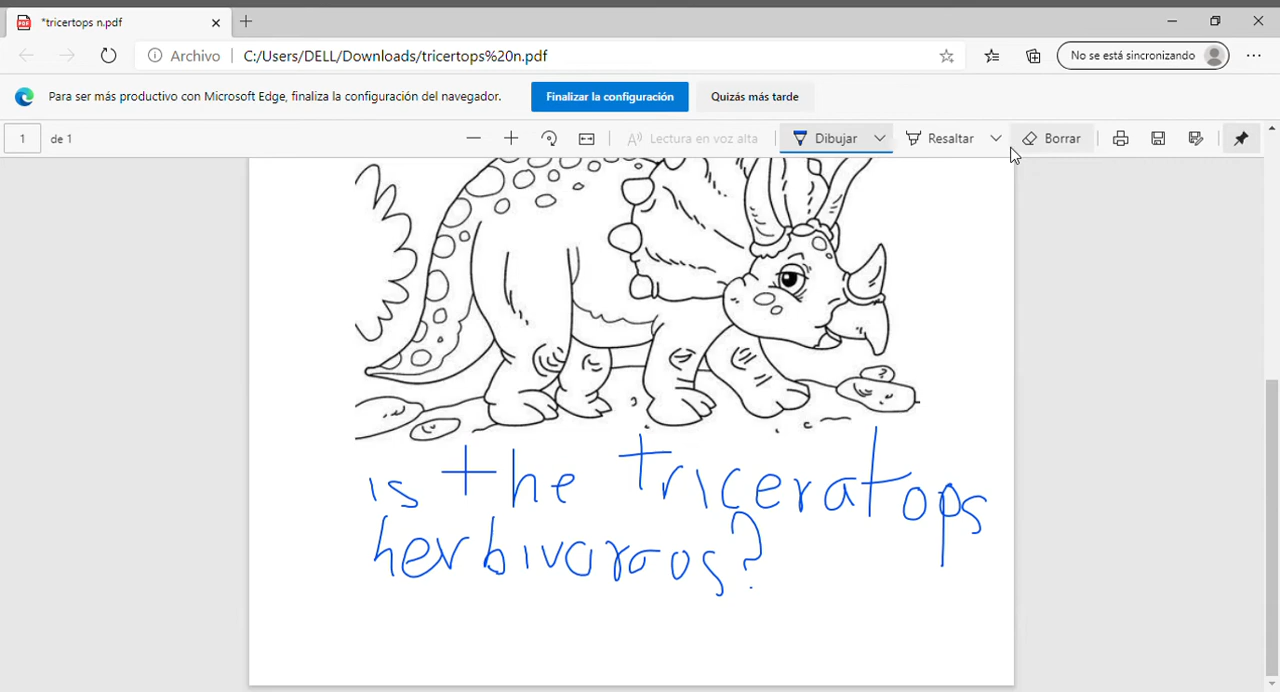 *tricertops n.pdf
Archivo C:/Users/DELL/Downloads/tricertops%20n.pdf No se está sincronizando
Para ser más productivo con Microsoft Edge, finaliza la configuración del navegador. Finalizar la configuración Quizás más tarde
1 de 1 Lectura en voz alta Dibujar Resaltar Borrar
is the triceratops
herbivoroos?